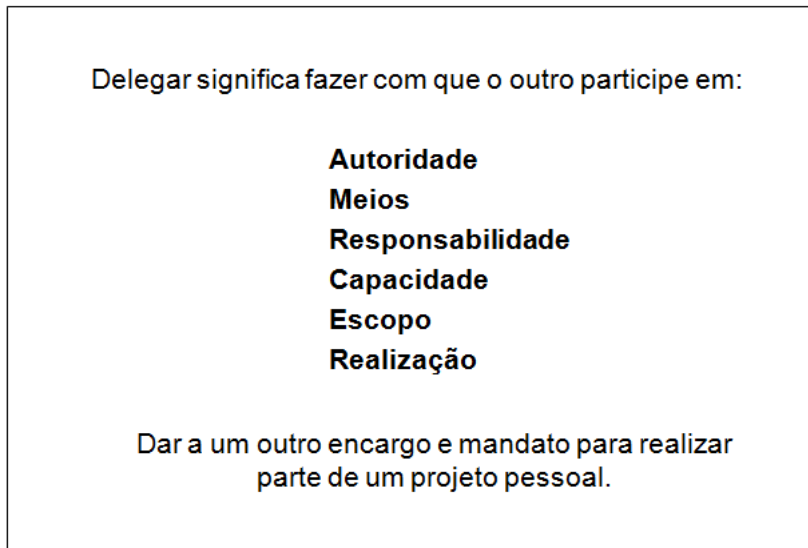 Delegar significa fazer com que o outro participe em:
Autoridade
Meios
Responsabilidade
Capacidade
Escopo
Realização
Dar a um outro encargo e mandato para realizar
parte de um projeto pessoal.